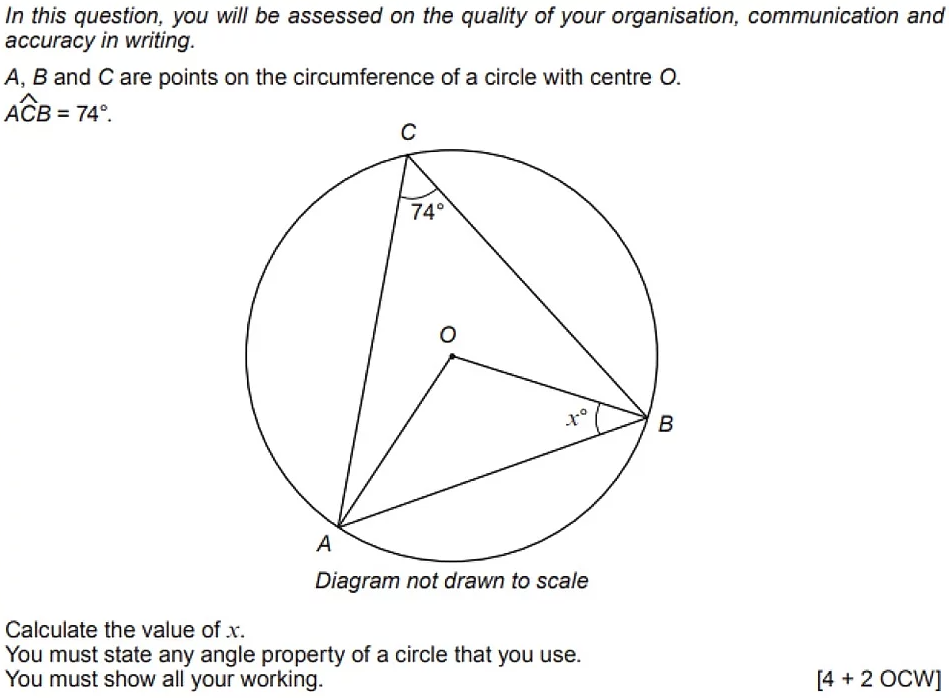 In this question, you will be assessed on the quality of your organisation, communication and
accuracy in writing.
A, B and C are points on the circumference of a circle with centre O.
AĈB = 74°.
C
74°
O
x°
B
A
Diagram not drawn to scale
Calculate the value of x.
You must state any angle property of a circle that you use.
You must show all your working.
[4 + 2 OCW]